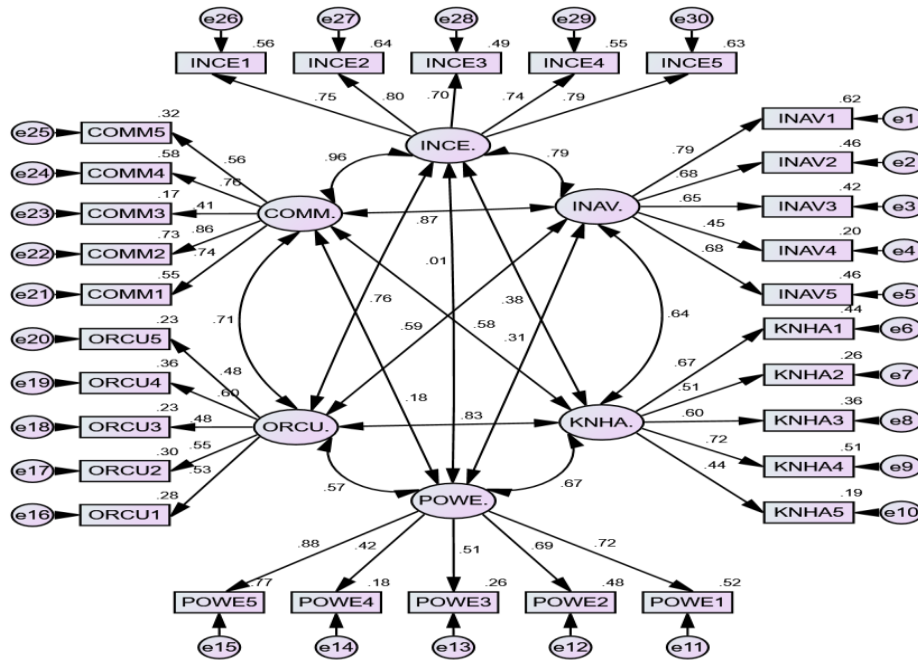 e26 e27 e28 e29 e30
.56 .64 .49 .55 .63
INCE1 INCE2 INCE3 INCE4 INCE5
.75 .80 .70 .74 .79
INCE.
.96 .79
.32 .62
e25 COMM5 INAV1 e1
.56 .79
.58 .46
e24 COMM4 INAV2 e2
.76 .68
.17 .42
e23 COMM3 .41 COMM. .87 INAV. .65 INAV3 e3
.86 .45
.73 .20
e22 COMM2 INAV4 e4
.74 .68
.55 .46
e21 COMM1 INAV5 e5
.01
.76 .38
.71 .59 .58 .31 .64
.23 .44
e20 ORCU5 KNHA1 e6
.48 .67
.36 .26
e19 ORCU4 KNHA2 e7
.60 .51
.23 .36
e18 ORCU3 .48 ORCU. .18 .83 KNHA. .60 KNHA3 e8
.55 .72
.30 .51
e17 ORCU2 KNHA4 e9
.53 .44
.28 .19
e16 ORCU1 KNHA5 e10
.57 .67
POWE.
.88 .42 .51 .69 .72
.77 .18 .26 .48 .52
POWE5 POWE4 POWE3 POWE2 POWE1
e15 e14 e13 e12 e11